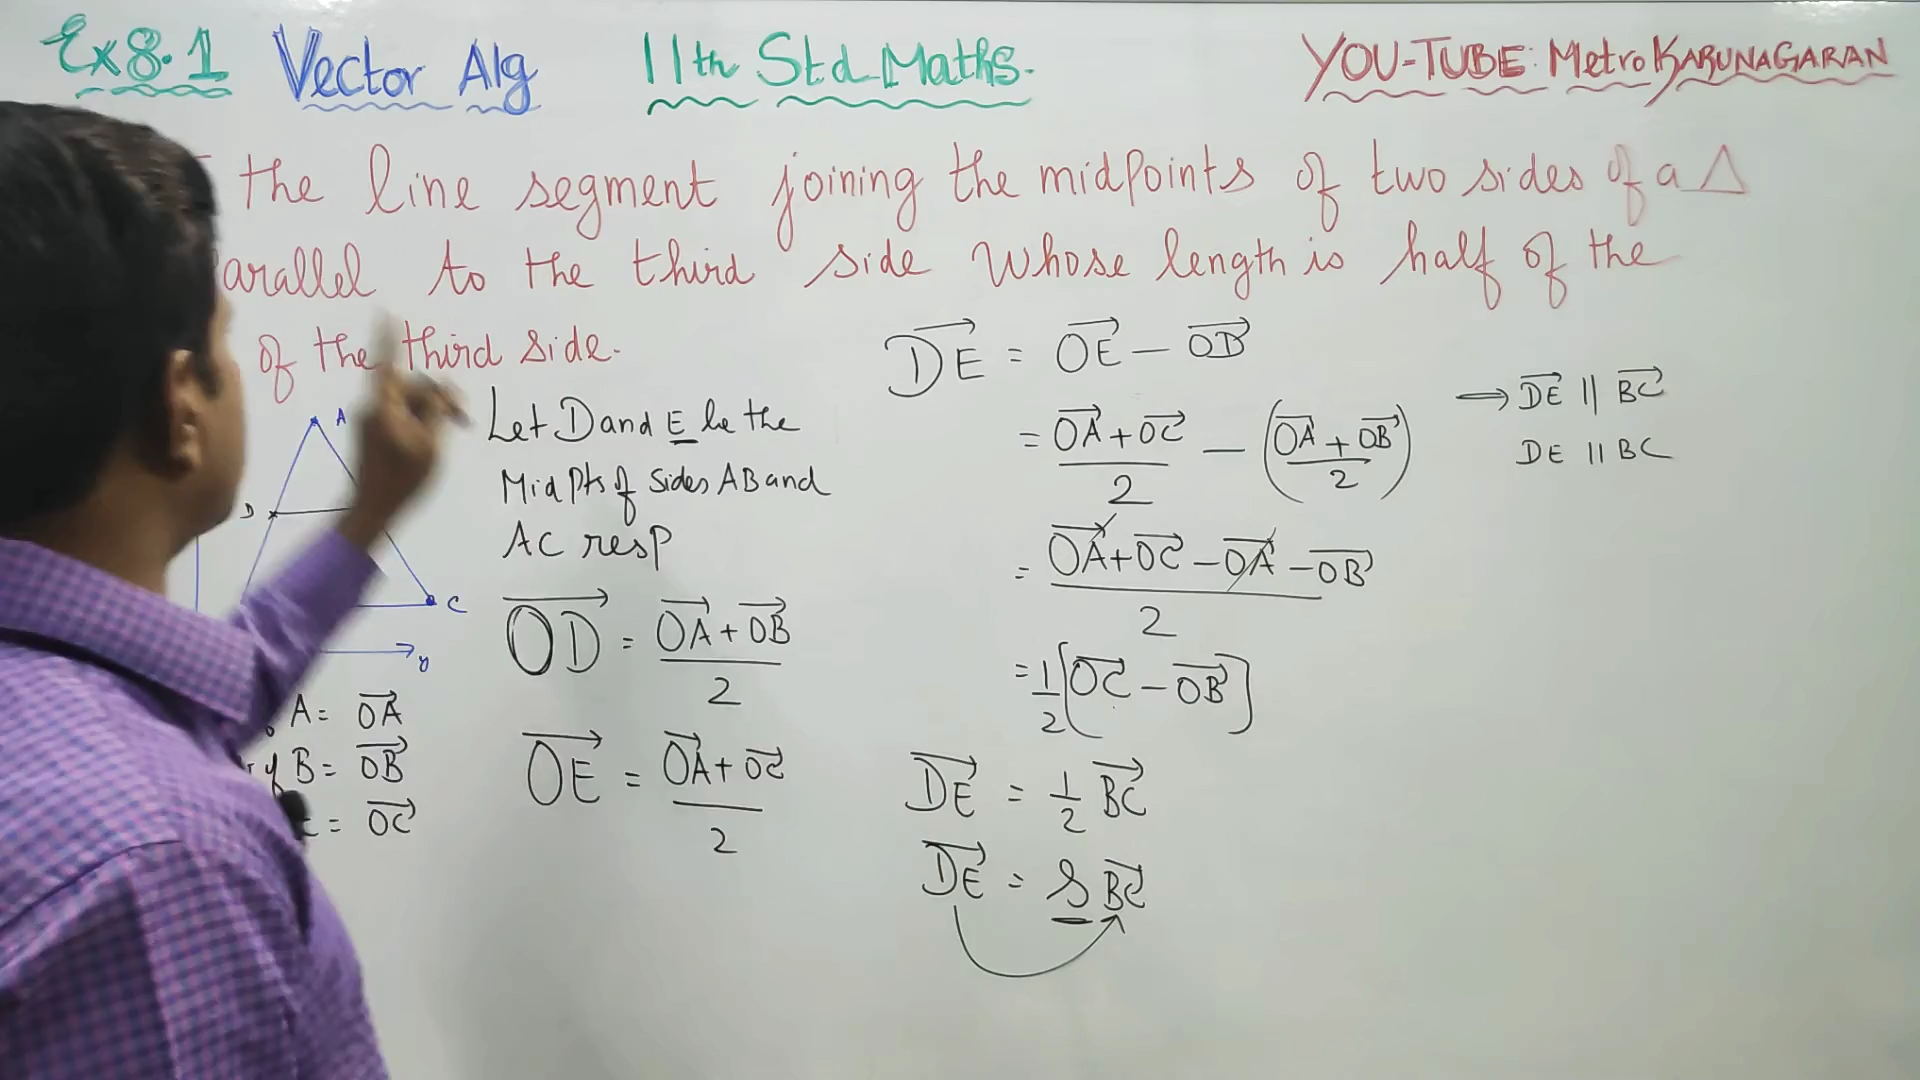 Ex 8.1 Vector Alg 11th Std Maths. YOU-TUBE: Metro KARUNAGARAN
the line segment joining the midpoints of two sides of a Δ
arallel to the third side whose length is half of the
of the third side.
A
D
C
y
A = OA⃗
of B = OB⃗
C = OC⃗
Let D and E be the
Mid Pts of sides AB and
AC resp
OD⃗ = (OA⃗ + OB⃗)/2
OE⃗ = (OA⃗ + OC⃗)/2
DE⃗ = OE⃗ − OD⃗
= (OA⃗ + OC⃗)/2 − ((OA⃗ + OB⃗)/2)
= (OA⃗ + OC⃗ − OA⃗ − OB⃗)/2
= 1/2 [OC⃗ − OB⃗]
DE⃗ = 1/2 BC⃗
DE⃗ = s BC⃗
⇒ DE⃗ || BC⃗
DE || BC